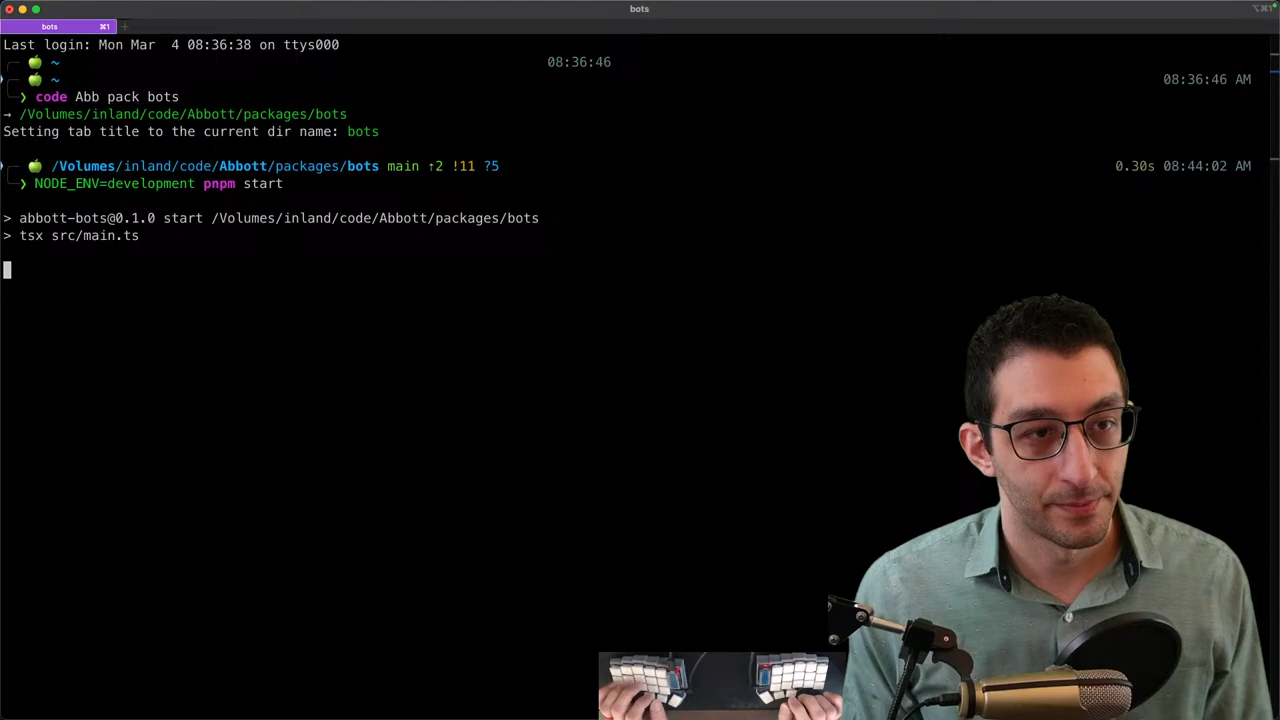 bots
⌥⌘1
bots ⌘1 +
Last login: Mon Mar  4 08:36:38 on ttys000
~ 08:36:46
~ 08:36:46 AM
❯ code Abb pack bots
→ /Volumes/inland/code/Abbott/packages/bots
Setting tab title to the current dir name: bots
/Volumes/inland/code/Abbott/packages/bots main ⇡2 !11 ?5 0.30s 08:44:02 AM
❯ NODE_ENV=development pnpm start
> abbott-bots@0.1.0 start /Volumes/inland/code/Abbott/packages/bots
> tsx src/main.ts